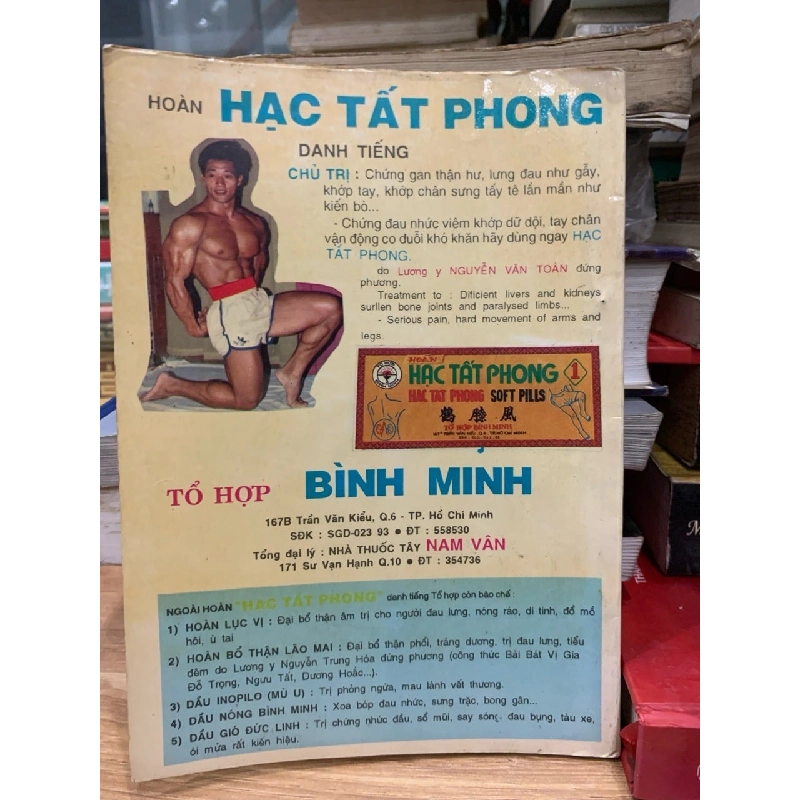 HOÀN HẠC TẤT PHONG
DANH TIẾNG
CHỦ TRỊ : Chứng gan thận hư, lưng đau như gẫy,
khớp tay, khớp chân sưng tấy tê lần mần như
kiến bò...
- Chứng đau nhức viêm khớp dữ dội, tay chân
vận động co duỗi khó khăn hãy dùng ngay HẠC
TẤT PHONG.
do Lương y NGUYỄN VĂN TOẢN đứng
phương.
Treatment to : Dificient livers and kidneys
surllen bone joints and paralysed limbs...
- Serious pain, hard movement of arms and
legs.
HOÀN
HẠC TẤT PHONG 1
HAC TAT PHONG SOFT PILLS
鶴膝風
TỔ HỢP BÌNH MINH
TỔ HỢP BÌNH MINH
167B Trần Văn Kiểu, Q.6 - TP. Hồ Chí Minh
SĐK : SGD-023 93 • ĐT : 558530
Tổng đại lý : NHÀ THUỐC TÂY NAM VÂN
171 Sư Vạn Hạnh Q.10 • ĐT : 354736
NGOÀI HOÀN "HẠC TẤT PHONG" danh tiếng Tổ hợp còn bào chế :
1) HOÀN LỤC VỊ : Đại bổ thận âm trị cho người đau lưng, nóng ráo, di tinh, đổ mồ
hôi, ù tai
2) HOÀN BỔ THẬN LÃO MAI : Đại bổ thận phổi, tráng dương, trị đau lưng, tiểu
đêm do Lương y Nguyễn Trung Hòa đứng phương (công thức Bài Bát Vị Gia
Đỗ Trọng, Ngưu Tất, Dương Hoắc...).
3) DẦU INOPILO (MÙ U) : Trị phỏng ngứa, mau lành vết thương.
4) DẦU NÓNG BÌNH MINH : Xoa bóp đau nhức, sưng trặc, bong gân...
5) DẦU GIÓ ĐỨC LINH : Trị chứng nhức đầu, sổ mũi, say sóng, đau bụng, tàu xe,
ói mửa rất kiến hiệu.